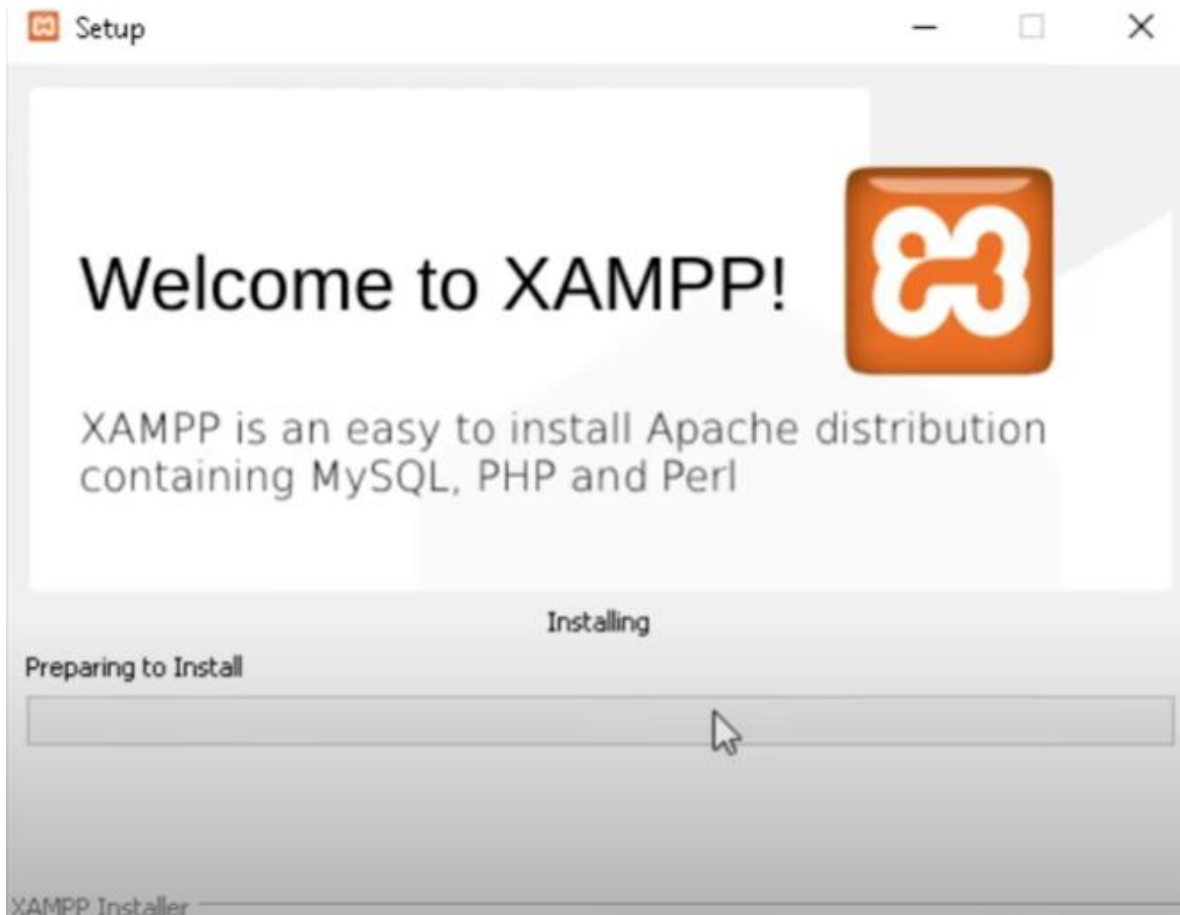 Setup
Welcome to XAMPP!
XAMPP is an easy to install Apache distribution
containing MySQL, PHP and Perl
Installing
Preparing to Install
XAMPP Installer